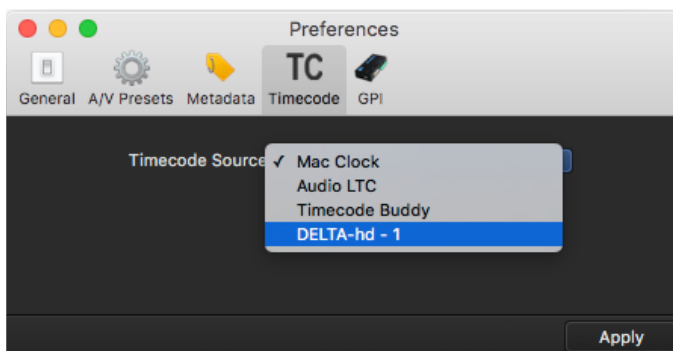 Preferences
TC
General A/V Presets Metadata Timecode GPI
Timecode Source
✓ Mac Clock
Audio LTC
Timecode Buddy
DELTA-hd - 1
Apply